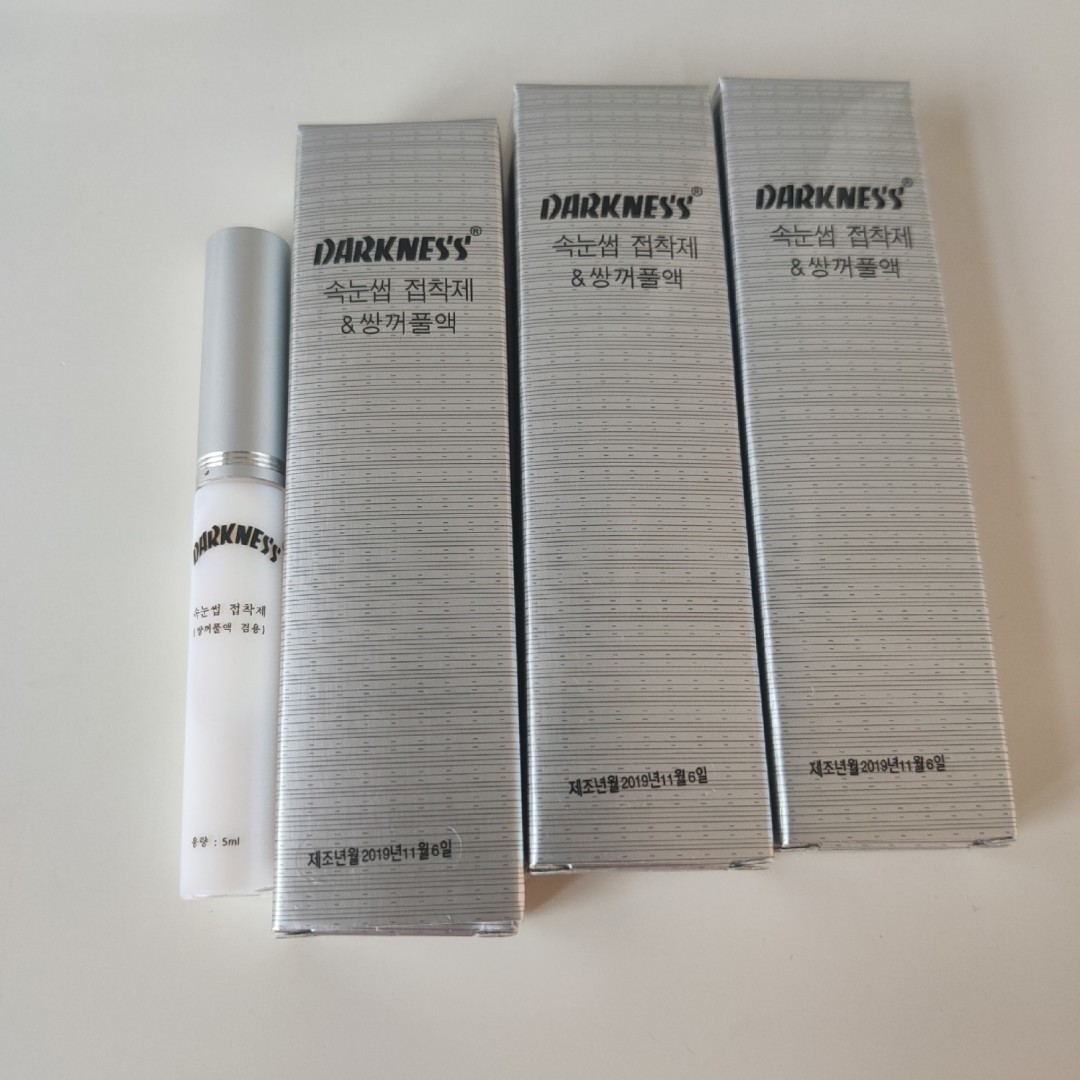 DARKNESS
속눈썹 접착제
(쌍꺼풀액 겸용)
용량 : 5ml
DARKNESS®
속눈썹 접착제
&쌍꺼풀액
제조년월2019년11월6일
DARKNESS®
속눈썹 접착제
&쌍꺼풀액
제조년월2019년11월6일
DARKNESS®
속눈썹 접착제
&쌍꺼풀액
제조년월2019년11월6일